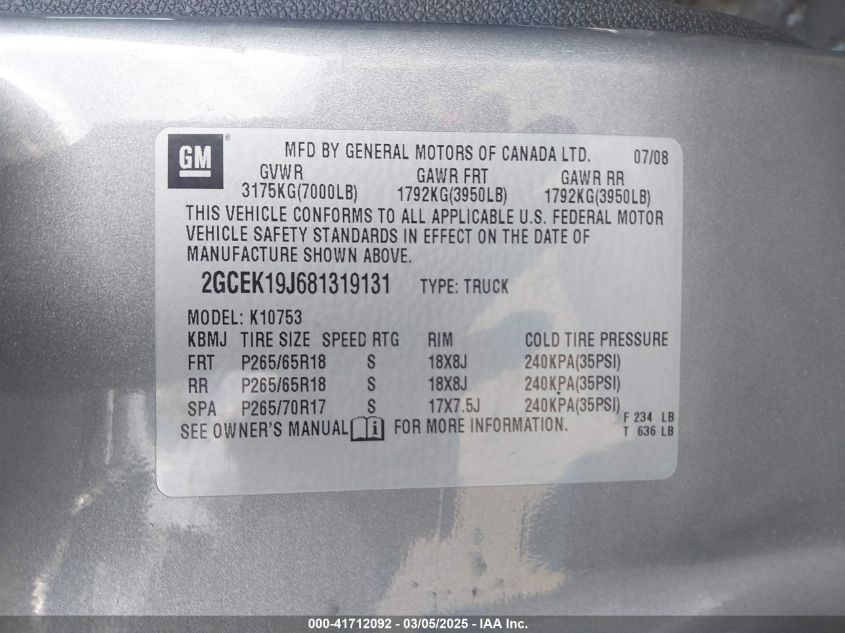 GM ®
MFD BY GENERAL MOTORS OF CANADA LTD. 07/08
GVWR GAWR FRT GAWR RR
3175KG(7000LB) 1792KG(3950LB) 1792KG(3950LB)
THIS VEHICLE CONFORMS TO ALL APPLICABLE U.S. FEDERAL MOTOR
VEHICLE SAFETY STANDARDS IN EFFECT ON THE DATE OF
MANUFACTURE SHOWN ABOVE.
2GCEK19J681319131 TYPE: TRUCK
MODEL: K10753
KBMJ TIRE SIZE SPEED RTG RIM COLD TIRE PRESSURE
FRT P265/65R18 S 18X8J 240KPA(35PSI)
RR P265/65R18 S 18X8J 240KPA(35PSI)
SPA P265/70R17 S 17X7.5J 240KPA(35PSI)
F 234 LB
SEE OWNER'S MANUAL i FOR MORE INFORMATION. T 636 LB
000-41712092 - 03/05/2025 - IAA Inc.